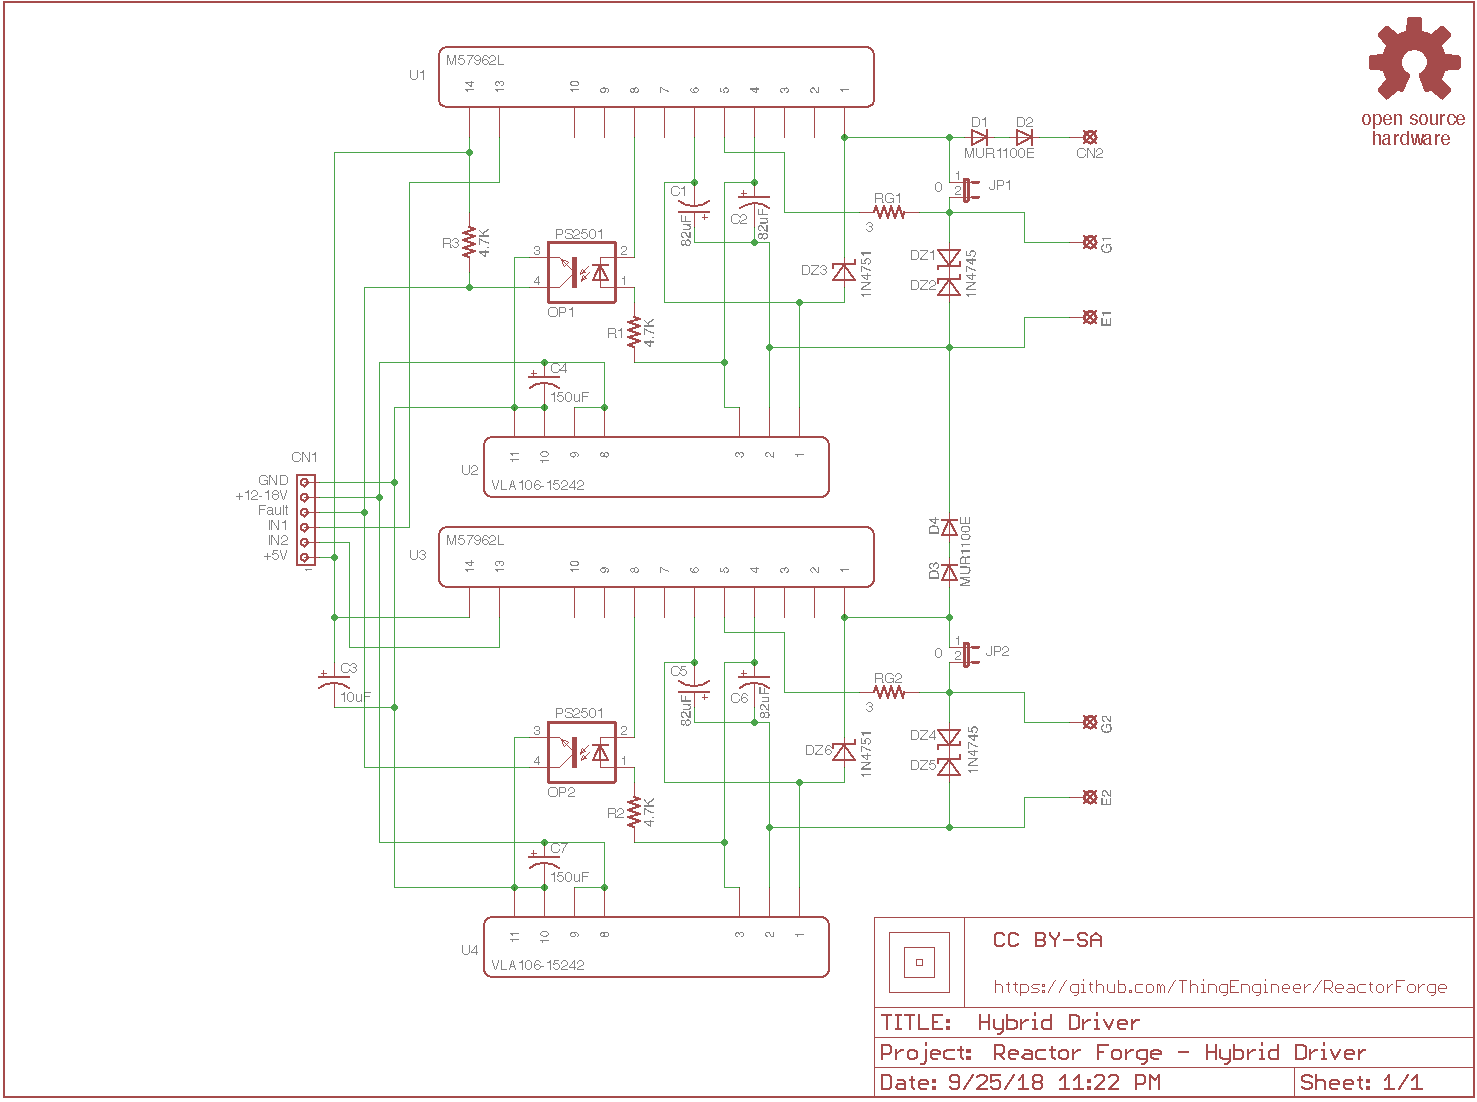 M57962L
U1
14
13
10
9
8
7
6
5
4
3
2
1
open source
hardware
D1
D2
MUR1100E
CN2
0
1
2
JP1
C1
82uF
+
+
C2
82uF
RG1
3
G1
R3
4.7K
PS2501
3
4
2
1
OP1
DZ3
1N4751
DZ1
DZ2
1N4745
E1
R1
4.7K
+
C4
150uF
11
10
9
8
3
2
1
U2
VLA106-15242
CN1
GND
+12-18V
Fault
IN1
IN2
+5V
1
D4
D3
MUR1100E
M57962L
U3
14
13
10
9
8
7
6
5
4
3
2
1
0
1
2
JP2
+
C3
10uF
C5
82uF
+
+
C6
82uF
RG2
3
G2
PS2501
3
4
2
1
OP2
DZ6
1N4751
DZ4
DZ5
1N4745
E2
R2
4.7K
+
C7
150uF
11
10
9
8
3
2
1
U4
VLA106-15242
CC BY-SA
https://github.com/ThingEngineer/ReactorForge
TITLE: Hybrid Driver
Project: Reactor Forge - Hybrid Driver
Date: 9/25/18 11:22 PM
Sheet: 1/1